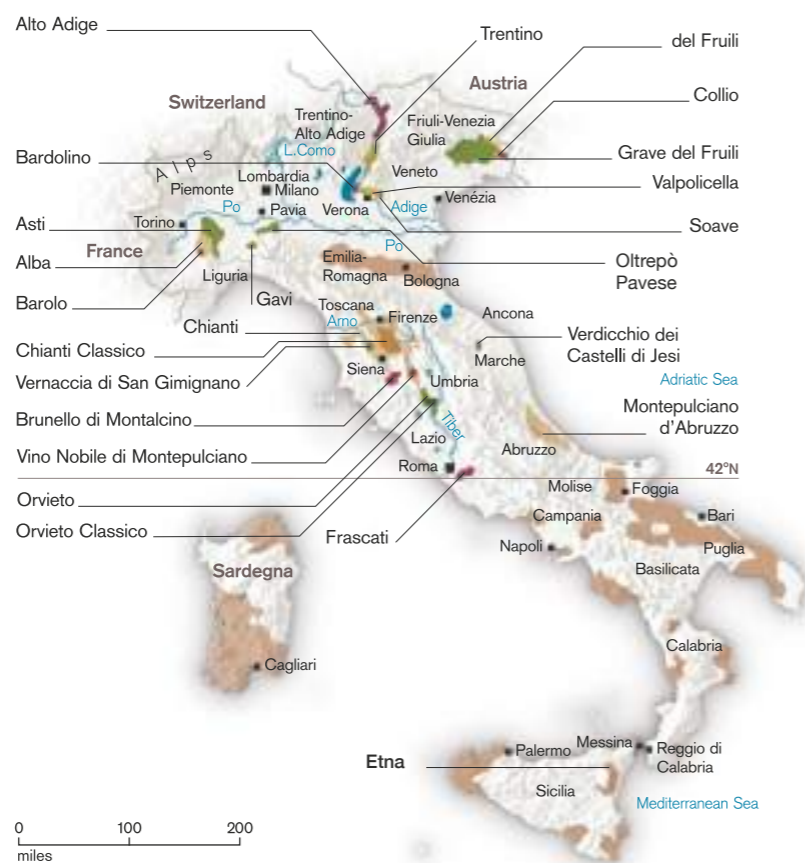 Alto Adige
Trentino
del Fruili
Switzerland
Austria
Collio
Trentino-
Alto Adige
Friuli-Venezia
Giulia
L.Como
Grave del Fruili
Bardolino
Alps
Veneto
Lombardia
Piemonte
Milano
Valpolicella
Po
Pavia
Verona
Adige
Venézia
Asti
Torino
Soave
France
Po
Alba
Emilia-
Romagna
Oltrepò
Pavese
Liguria
Bologna
Barolo
Gavi
Toscana
Ancona
Chianti
Arno
Firenze
Verdicchio dei
Castelli di Jesi
Chianti Classico
Marche
Siena
Vernaccia di San Gimignano
Umbria
Adriatic Sea
Brunello di Montalcino
Montepulciano
d'Abruzzo
Tiber
Lazio
Abruzzo
Vino Nobile di Montepulciano
Roma
42°N
Orvieto
Molise
Foggia
Orvieto Classico
Frascati
Campania
Bari
Napoli
Puglia
Sardegna
Basilicata
Calabria
Cagliari
Messina
Palermo
Reggio di
Calabria
Etna
Sicilia
Mediterranean Sea
0 100 200
miles